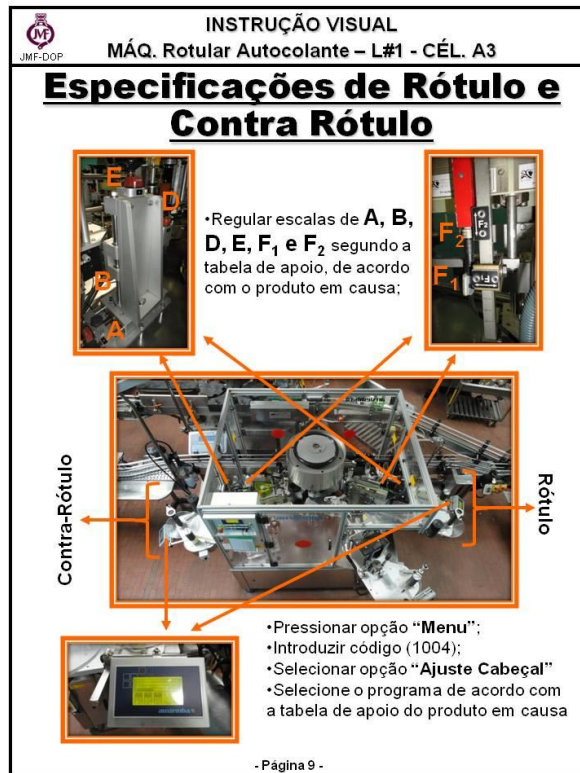 JMF
JMF-DOP
INSTRUÇÃO VISUAL
MÁQ. Rotular Autocolante – L#1 - CÉL. A3
Especificações de Rótulo e
Contra Rótulo
E
D
B
A
•Regular escalas de A, B,
D, E, F1 e F2 segundo a
tabela de apoio, de acordo
com o produto em causa;
F2
F2
F1
F1
Contra-Rótulo
Rótulo
•Pressionar opção “Menu”;
•Introduzir código (1004);
•Selecionar opção “Ajuste Cabeçal”
•Selecione o programa de acordo com
a tabela de apoio do produto em causa
- Página 9 -